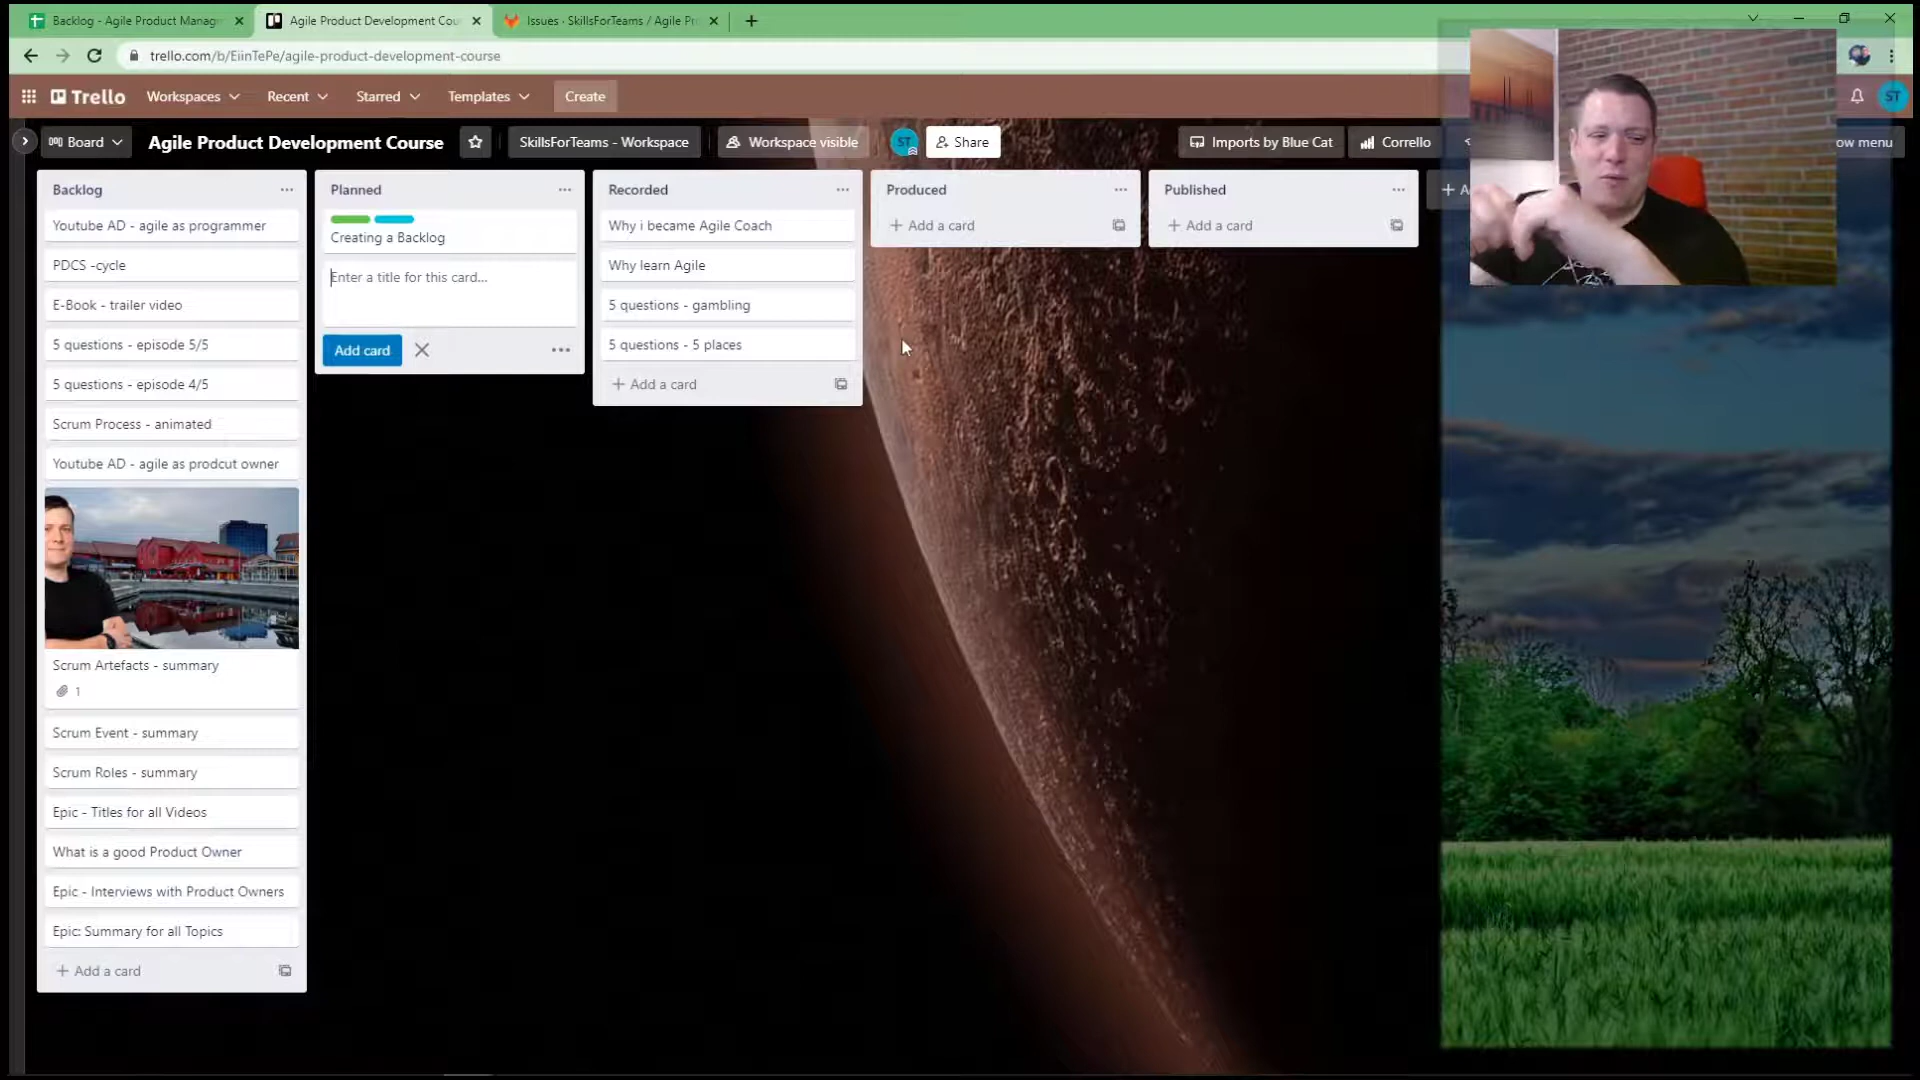 Backlog - Agile Product Manag
Agile Product Development Cou
Issues · SkillsForTeams / Agile Pr
trello.com/b/EiinTePe/agile-product-development-course
Trello
Workspaces
Recent
Starred
Templates
Create
ST
Board
Agile Product Development Course
SkillsForTeams - Workspace
Workspace visible
ST
Share
Imports by Blue Cat
Corrello
ow menu
Backlog
Youtube AD - agile as programmer
PDCS -cycle
E-Book - trailer video
5 questions - episode 5/5
5 questions - episode 4/5
Scrum Process - animated
Youtube AD - agile as prodcut owner
Scrum Artefacts - summary
1
Scrum Event - summary
Scrum Roles - summary
Epic - Titles for all Videos
What is a good Product Owner
Epic - Interviews with Product Owners
Epic: Summary for all Topics
+ Add a card
Planned
Creating a Backlog
Enter a title for this card...
Add card
Recorded
Why i became Agile Coach
Why learn Agile
5 questions - gambling
5 questions - 5 places
+ Add a card
Produced
+ Add a card
Published
+ Add a card
+ A